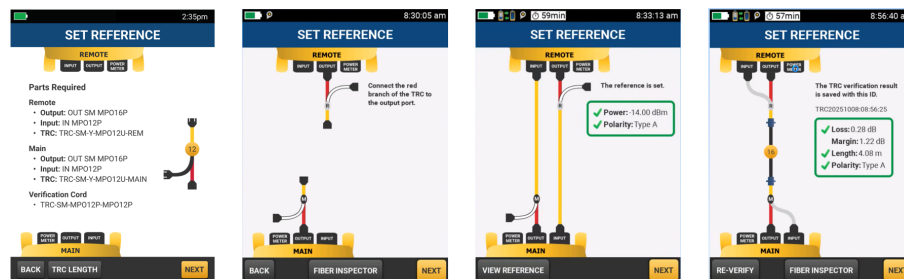 2:35pm
SET REFERENCE
REMOTE
INPUT OUTPUT POWER METER
Parts Required
Remote
• Output: OUT SM MPO16P
• Input: IN MPO12P
• TRC: TRC-SM-Y-MPO12U-REM
12
Main
• Output: OUT SM MPO16P
• Input: IN MPO12P
• TRC: TRC-SM-Y-MPO12U-MAIN
Verification Cord
• TRC-SM-MPO12P-MPO12P
POWER METER OUTPUT INPUT
MAIN
BACK TRC LENGTH NEXT
8:30:05 am
SET REFERENCE
REMOTE
INPUT OUTPUT POWER METER
Connect the red
branch of the TRC to
the output port.
R
M
POWER METER OUTPUT INPUT
MAIN
BACK FIBER INSPECTOR NEXT
59min 8:33:13 am
SET REFERENCE
REMOTE
INPUT OUTPUT POWER METER
The reference is set.
R
Power: -14.00 dBm
Polarity: Type A
M
POWER METER OUTPUT INPUT
MAIN
VIEW REFERENCE NEXT
57min 8:56:40 a
SET REFERENCE
REMOTE
INPUT OUTPUT POWER METER
The TRC verification result
is saved with this ID.
R
TRC20251008:08:56:25
Loss: 0.28 dB
Margin: 1.22 dB
16
Length: 4.08 m
Polarity: Type A
M
POWER METER OUTPUT INPUT
MAIN
RE-VERIFY FIBER INSPECTOR NEX